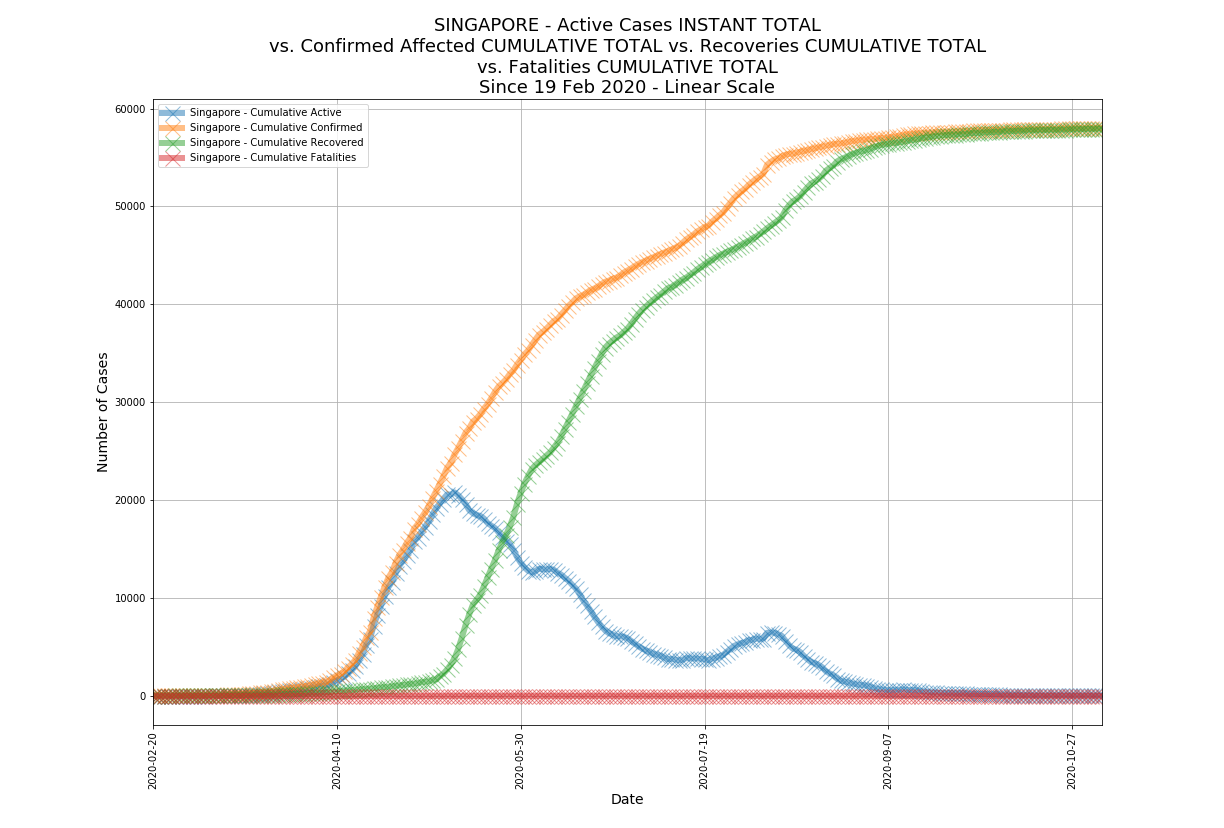 SINGAPORE - Active Cases INSTANT TOTAL
vs. Confirmed Affected CUMULATIVE TOTAL vs. Recoveries CUMULATIVE TOTAL
vs. Fatalities CUMULATIVE TOTAL
Since 19 Feb 2020 - Linear Scale
Singapore - Cumulative Active
Singapore - Cumulative Confirmed
Singapore - Cumulative Recovered
Singapore - Cumulative Fatalities
Number of Cases
60000
50000
40000
30000
20000
10000
0
2020-02-20
2020-04-10
2020-05-30
2020-07-19
2020-09-07
2020-10-27
Date